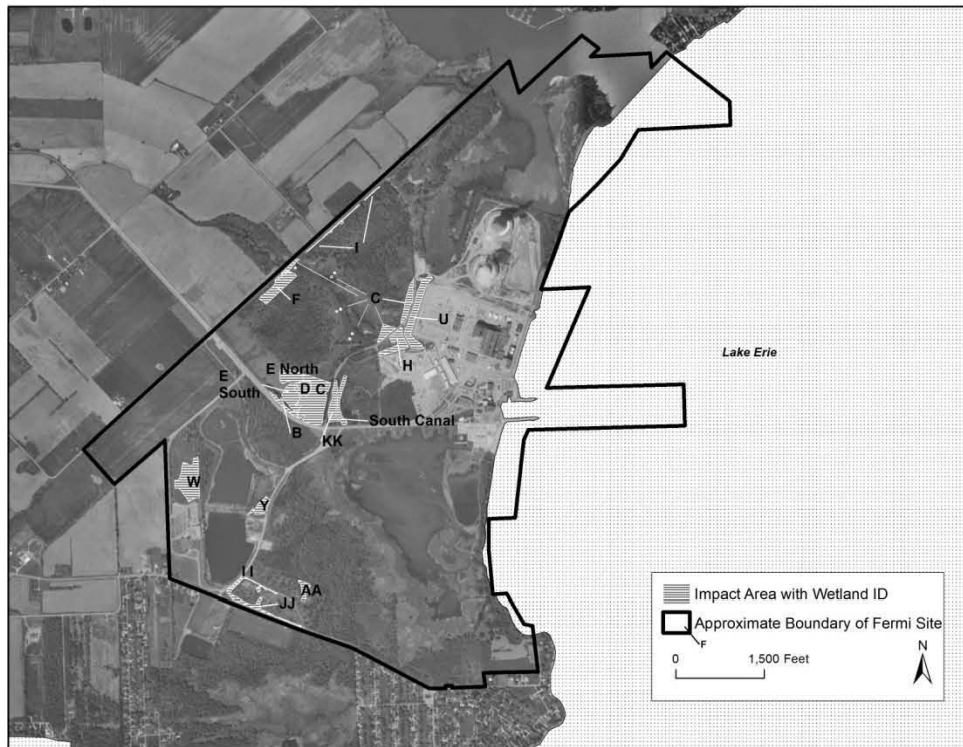 I
F
C
U
H
E North
E
South
D C
B
South Canal
KK
W
Y
I I
AA
JJ
Lake Erie
Impact Area with Wetland ID
Approximate Boundary of Fermi Site
F
N
0 1,500 Feet